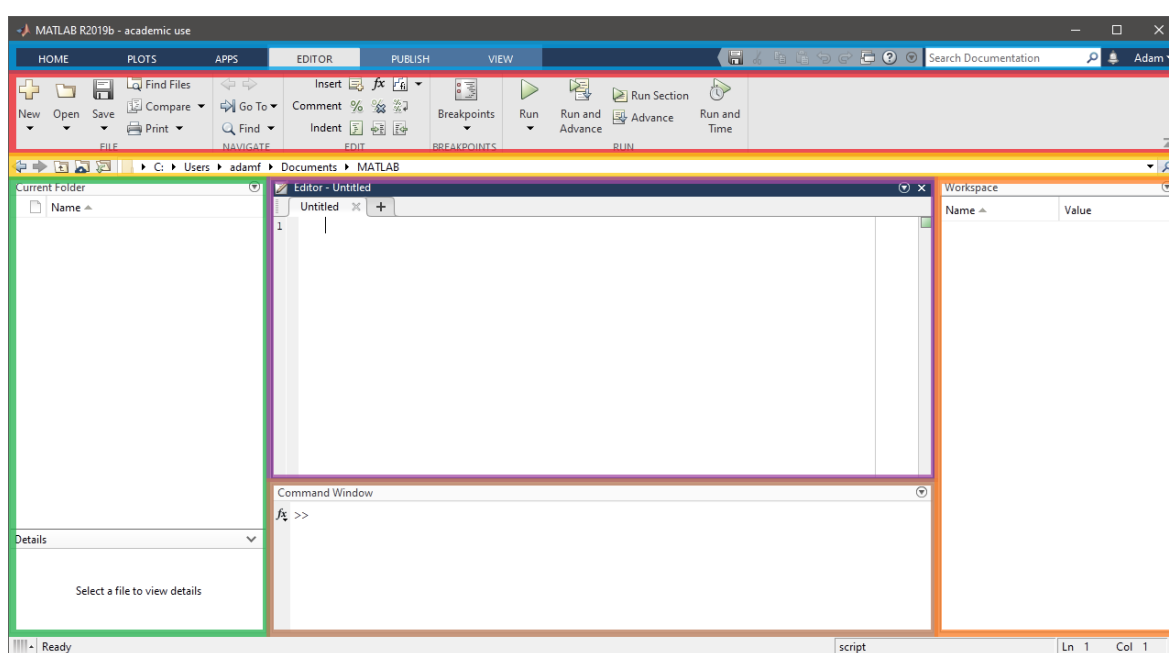 MATLAB R2019b - academic use
HOME PLOTS APPS EDITOR PUBLISH VIEW Search Documentation Adam
Find Files Insert fx
New Open Save Compare Go To Comment Breakpoints Run Run and Advance Run Section Advance Run and Time
Print Find Indent
FILE NAVIGATE EDIT BREAKPOINTS RUN
C: Users adamf Documents MATLAB
Current Folder
Name
Editor - Untitled
Untitled +
1
Workspace
Name Value
Command Window
fx >>
Details
Select a file to view details
Ready script Ln 1 Col 1